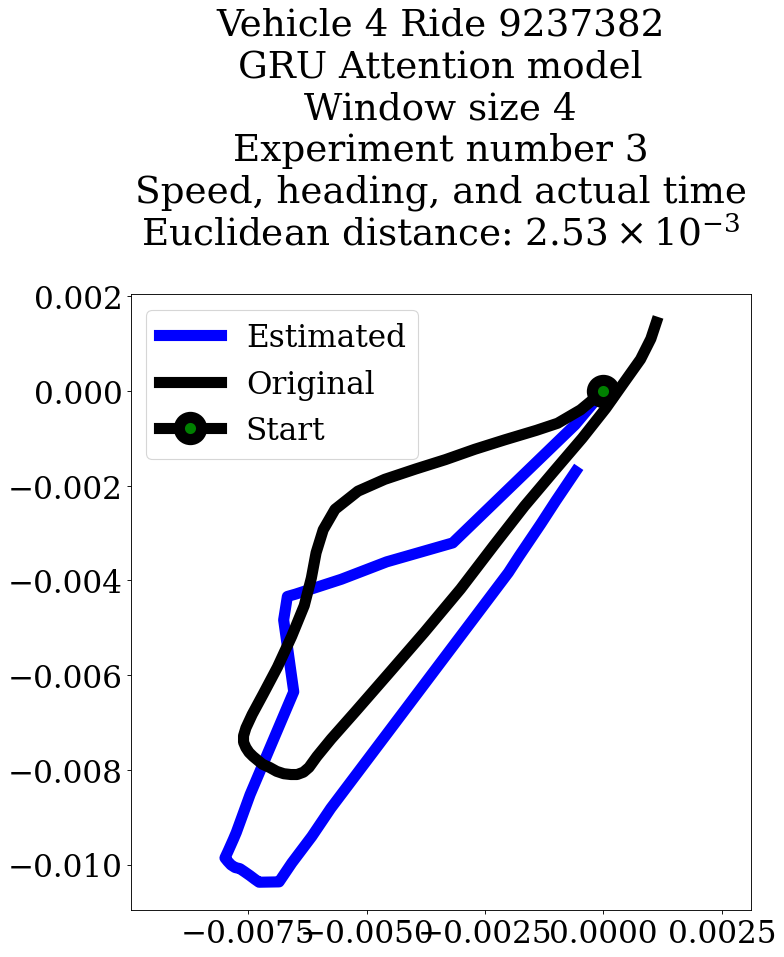 Vehicle 4 Ride 9237382
GRU Attention model
Window size 4
Experiment number 3
Speed, heading, and actual time
Euclidean distance: 2.53 × 10⁻³
0.002
0.000
−0.002
−0.004
−0.006
−0.008
−0.010
Estimated
Original
Start
−0.0075 −0.0050 −0.0025 0.0000 0.0025